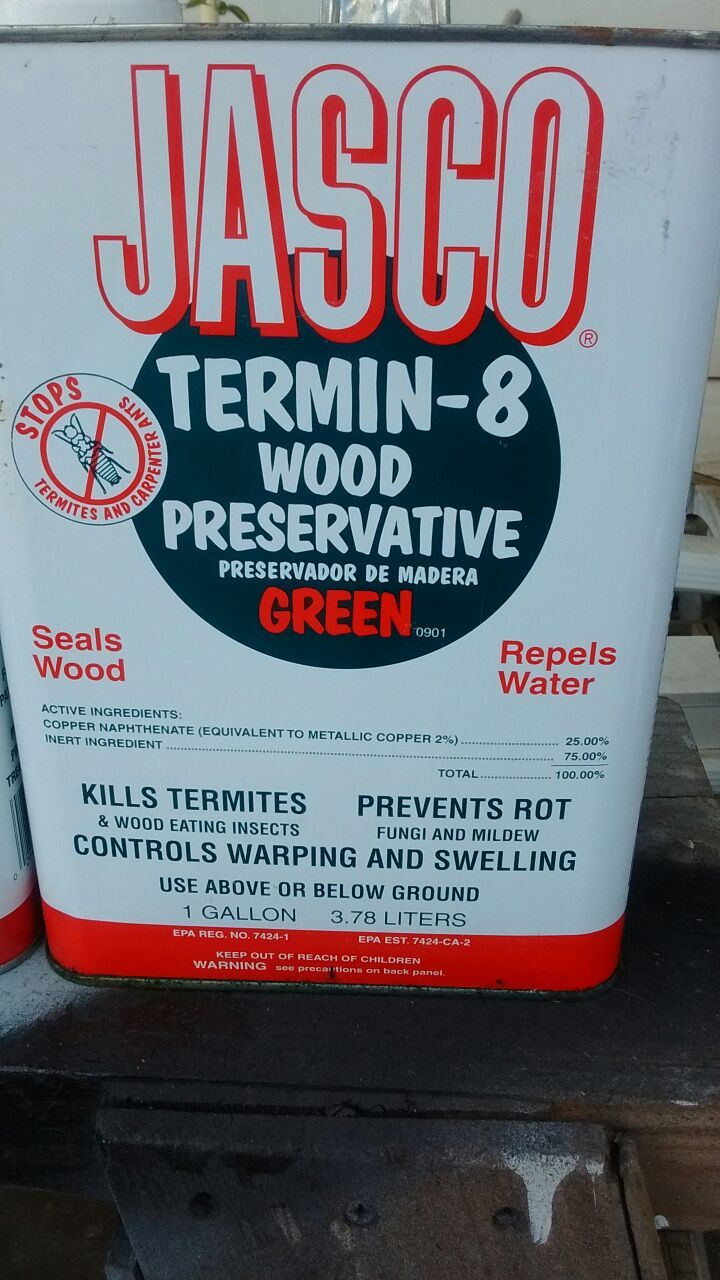 JASCO®
TERMIN-8
WOOD
PRESERVATIVE
PRESERVADOR DE MADERA
GREEN 0901
STOPS
TERMITES AND CARPENTER ANTS
Seals
Wood
Repels
Water
ACTIVE INGREDIENTS:
COPPER NAPHTHENATE (EQUIVALENT TO METALLIC COPPER 2%) 25.00%
INERT INGREDIENT 75.00%
TOTAL 100.00%
KILLS TERMITES
& WOOD EATING INSECTS
PREVENTS ROT
FUNGI AND MILDEW
CONTROLS WARPING AND SWELLING
USE ABOVE OR BELOW GROUND
1 GALLON 3.78 LITERS
EPA REG. NO. 7424-1 EPA EST. 7424-CA-2
KEEP OUT OF REACH OF CHILDREN
WARNING see precautions on back panel.